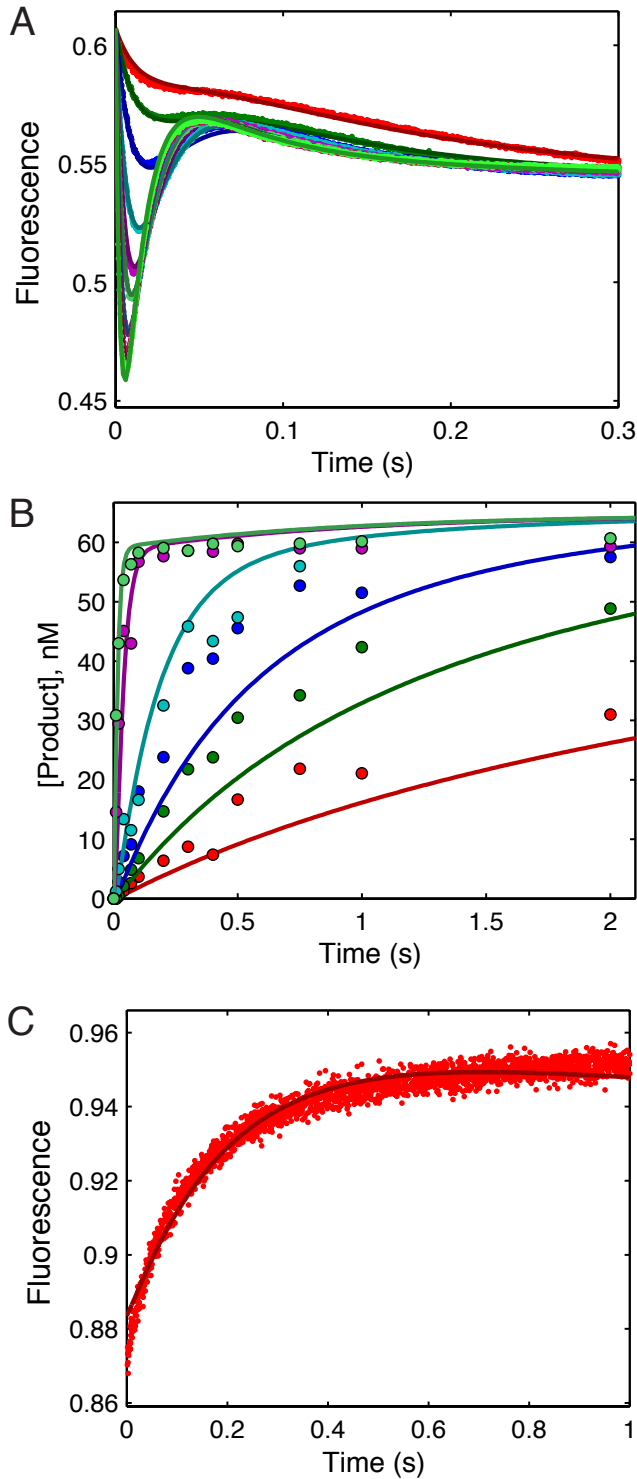 A
0.6
0.55
0.5
0.45
Fluorescence
0 0.1 0.2 0.3
Time (s)
B
60
50
40
30
20
10
0
[Product], nM
0 0.5 1 1.5 2
Time (s)
C
0.96
0.94
0.92
0.9
0.88
0.86
Fluorescence
0 0.2 0.4 0.6 0.8 1
Time (s)